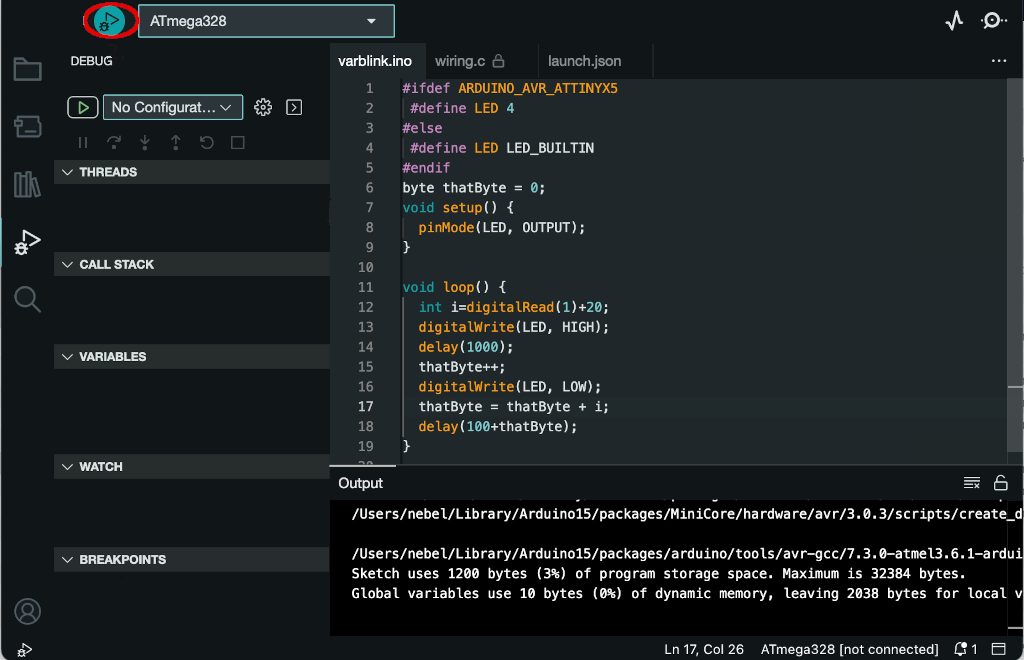 ATmega328
DEBUG
No Configurat...
THREADS
CALL STACK
VARIABLES
WATCH
BREAKPOINTS
varblink.ino wiring.c launch.json
1 #ifdef ARDUINO_AVR_ATTINYX5
2 #define LED 4
3 #else
4 #define LED LED_BUILTIN
5 #endif
6 byte thatByte = 0;
7 void setup() {
8 pinMode(LED, OUTPUT);
9 }
10
11 void loop() {
12 int i=digitalRead(1)+20;
13 digitalWrite(LED, HIGH);
14 delay(1000);
15 thatByte++;
16 digitalWrite(LED, LOW);
17 thatByte = thatByte + i;
18 delay(100+thatByte);
19 }
Output
/Users/nebel/Library/Arduino15/packages/MiniCore/hardware/avr/3.0.3/scripts/create_d
/Users/nebel/Library/Arduino15/packages/arduino/tools/avr-gcc/7.3.0-atmel3.6.1-ardui
Sketch uses 1200 bytes (3%) of program storage space. Maximum is 32384 bytes.
Global variables use 10 bytes (0%) of dynamic memory, leaving 2038 bytes for local v
Ln 17, Col 26 ATmega328 [not connected] 1